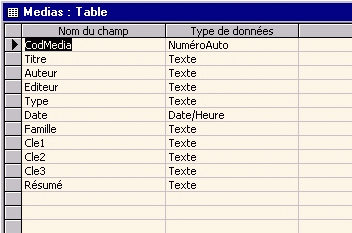 Medias : Table
Nom du champ Type de données
CodMedia NuméroAuto
Titre Texte
Auteur Texte
Editeur Texte
Type Texte
Date Date/Heure
Famille Texte
Cle1 Texte
Cle2 Texte
Cle3 Texte
Résumé Texte